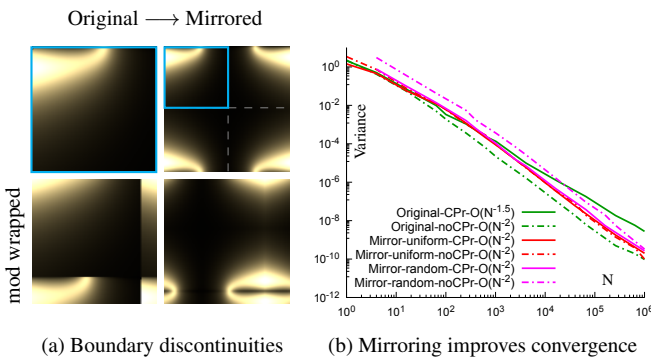 Original ⟶ Mirrored
mod wrapped
(a) Boundary discontinuities
Variance
10^0
10^-2
10^-4
10^-6
10^-8
10^-10
10^-12
Original-CPr-O(N^-1.5)
Original-noCPr-O(N^-2)
Mirror-uniform-CPr-O(N^-2)
Mirror-uniform-noCPr-O(N^-2)
Mirror-random-CPr-O(N^-2)
Mirror-random-noCPr-O(N^-2)
N
10^0 10^1 10^2 10^3 10^4 10^5 10^6
(b) Mirroring improves convergence